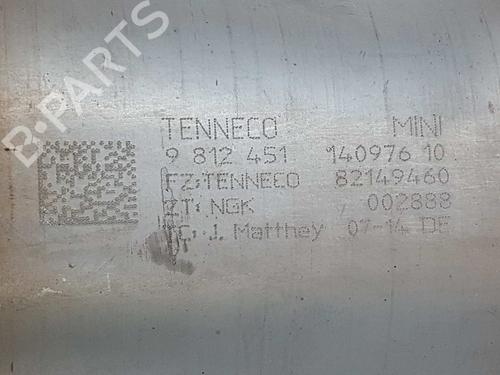 B-PARTS
TENNECO MINI
9 812 451 140976 10
FZ:TENNECO 82149460
ZT: NGK 002888
C: J. Matthey 07-14 DE